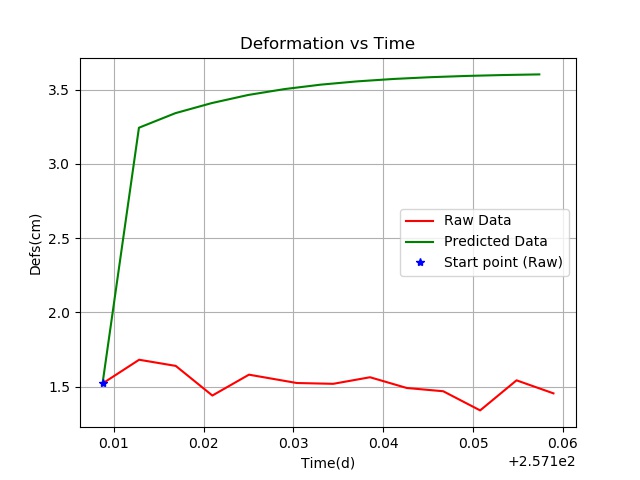 Deformation vs Time
Defs(cm)
3.5
3.0
2.5
2.0
1.5
Raw Data
Predicted Data
Start point (Raw)
0.01 0.02 0.03 0.04 0.05 0.06
Time(d)
+2.571e2